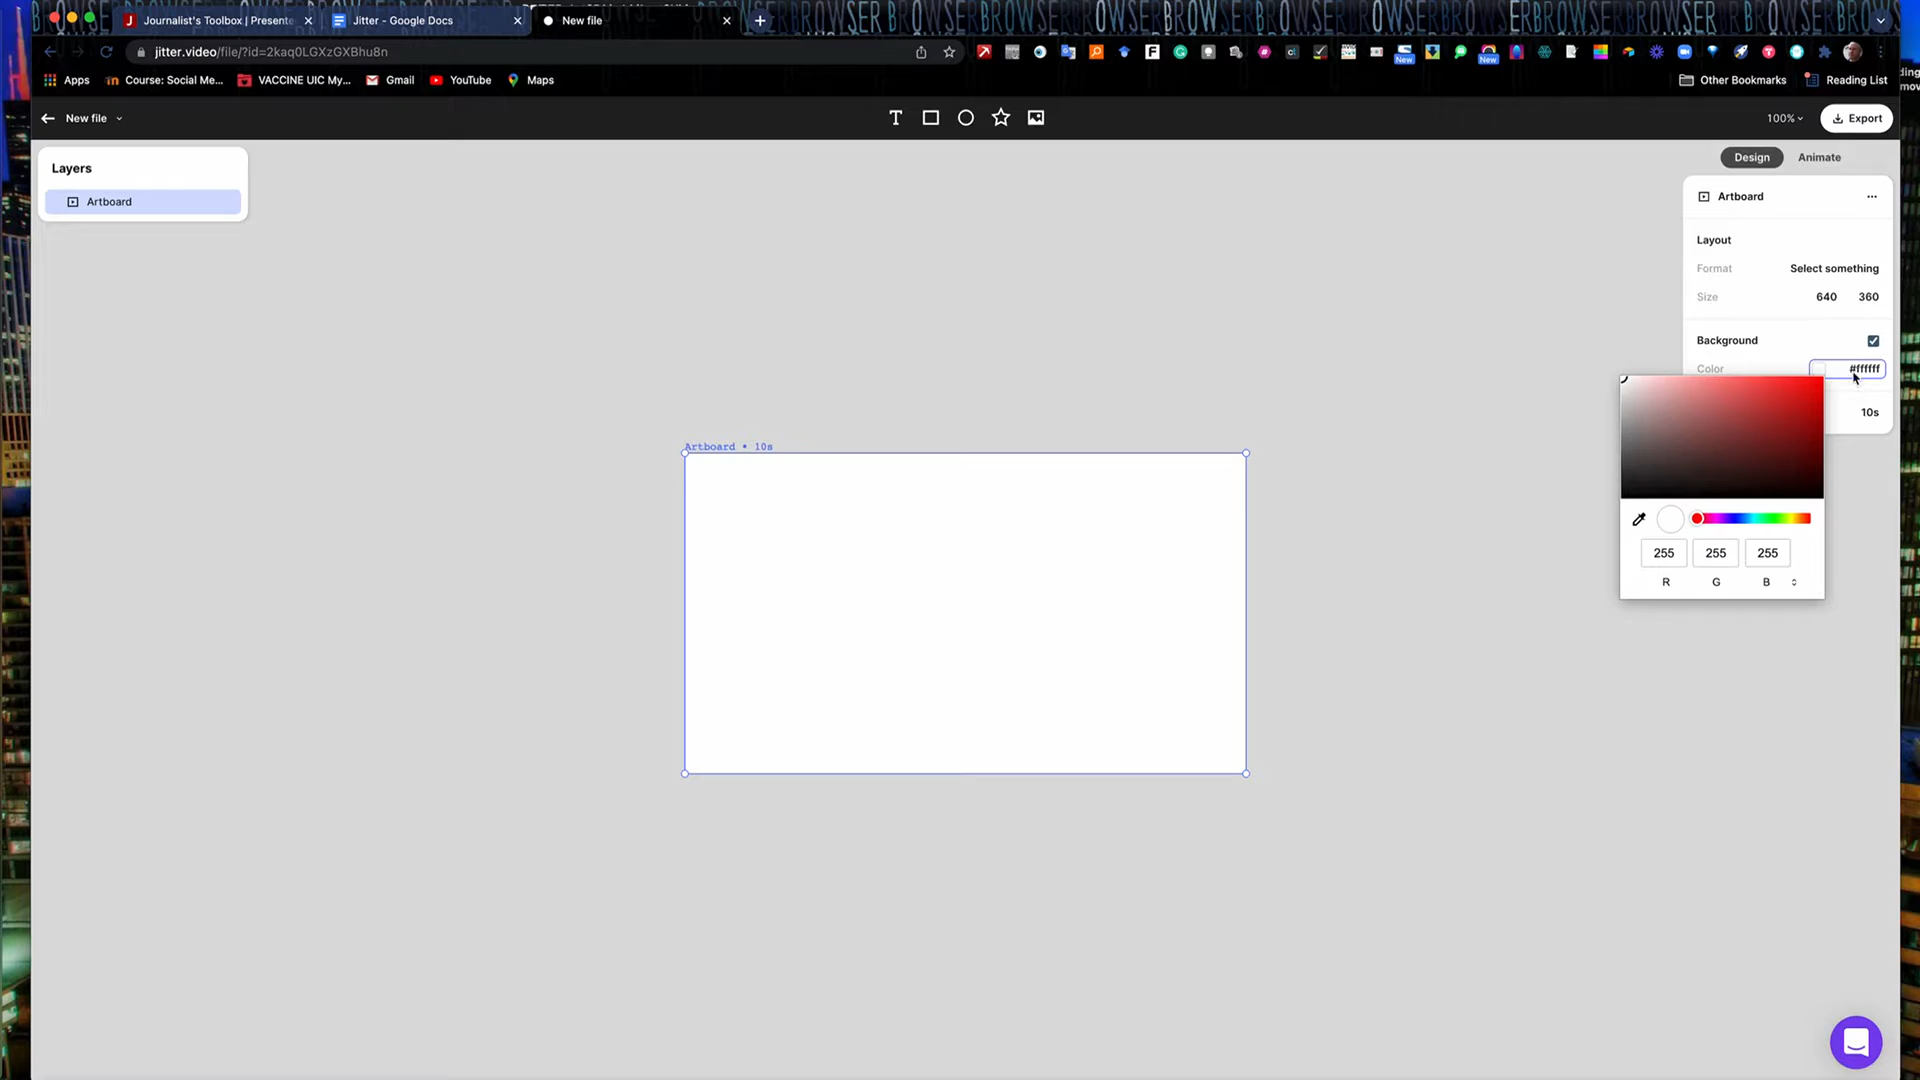 Journalist's Toolbox | Presente
Jitter - Google Docs
New file
jitter.video/file/?id=2kaq0LGXzGXBhu8n
New
New
Apps
Course: Social Me...
VACCINE UIC My...
Gmail
YouTube
Maps
Other Bookmarks
Reading List
New file
T
100%
Export
Layers
Artboard
Design
Animate
Artboard
Layout
Format
Select something
Size
640
360
Background
Color
#ffffff
10s
Artboard • 10s
255
255
255
R
G
B